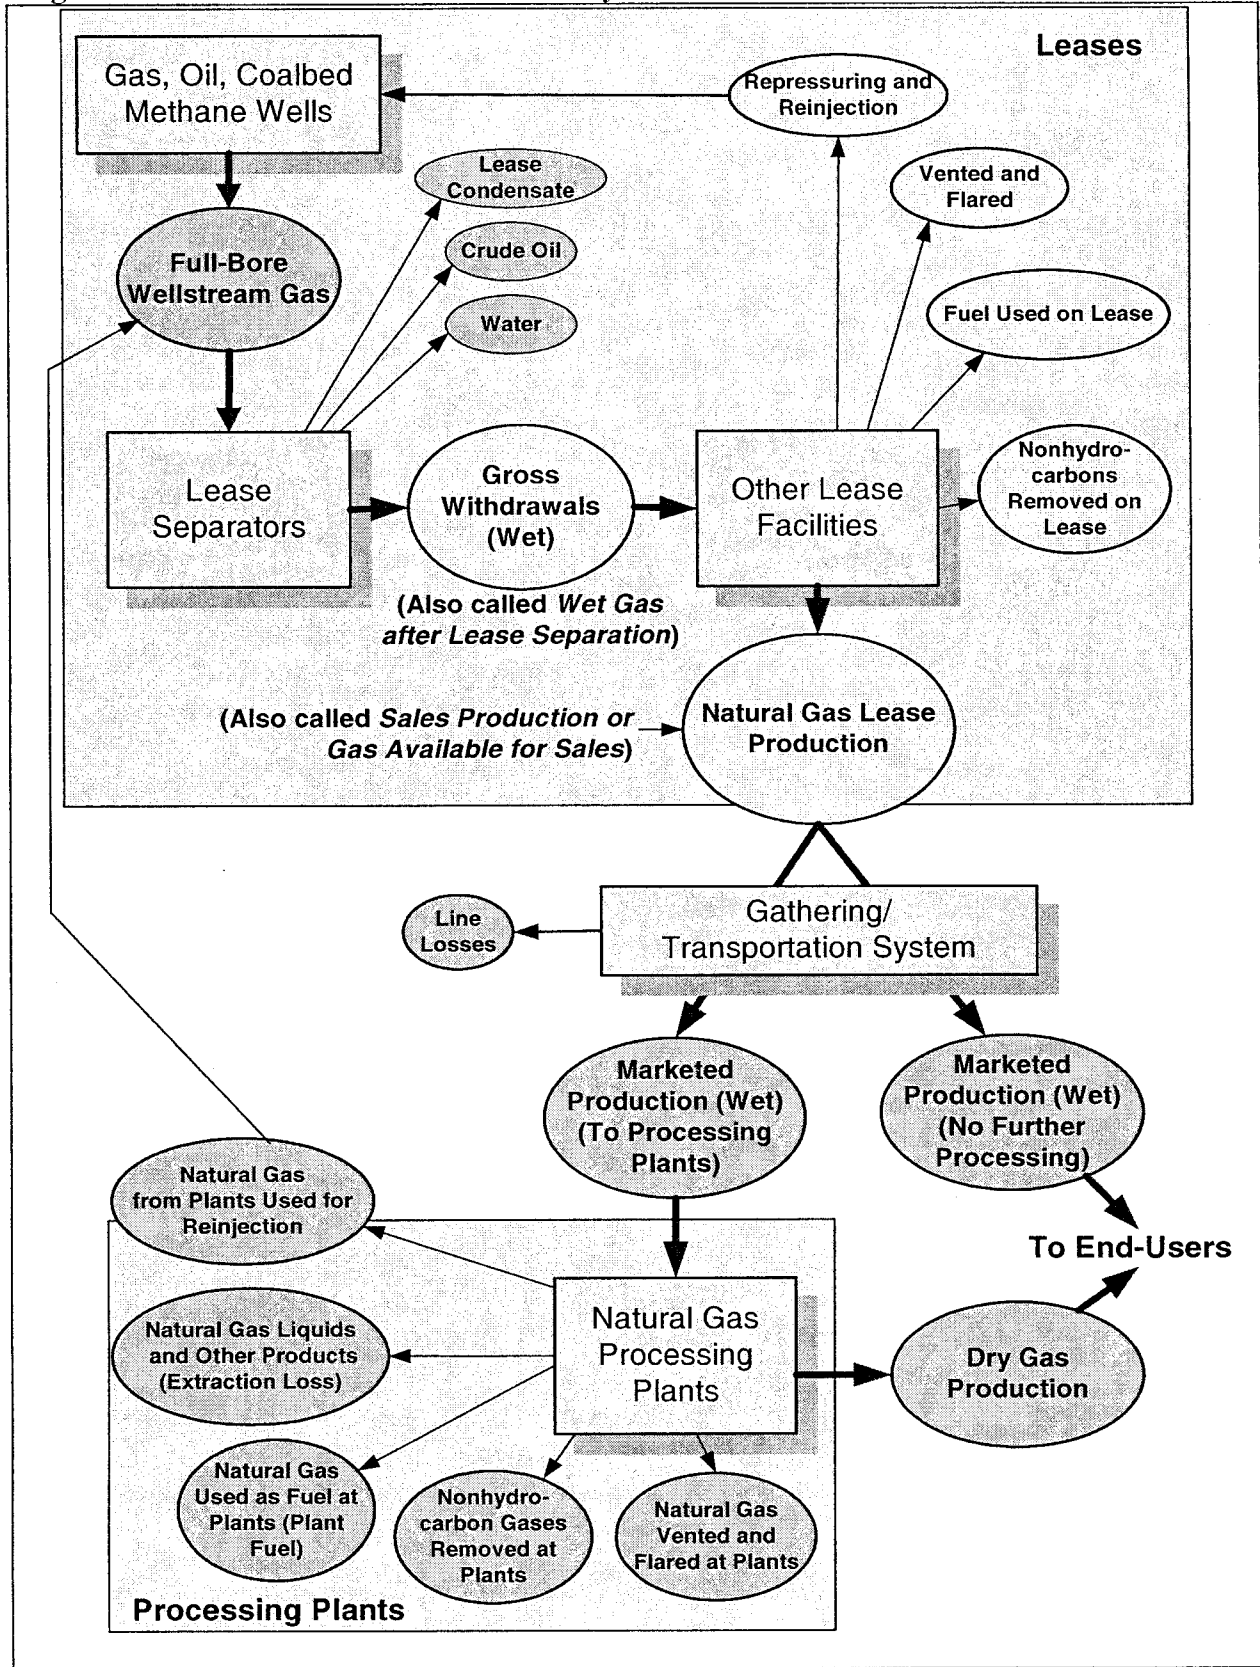 Leases
Gas, Oil, Coalbed
Methane Wells
Repressuring and
Reinjection
Lease
Condensate
Vented and
Flared
Full-Bore
Wellstream Gas
Crude Oil
Water
Fuel Used on Lease
Lease
Separators
Gross
Withdrawals
(Wet)
Other Lease
Facilities
Nonhydro-
carbons
Removed on
Lease
(Also called Wet Gas
after Lease Separation)
(Also called Sales Production or
Gas Available for Sales)
Natural Gas Lease
Production
Line
Losses
Gathering/
Transportation System
Marketed
Production (Wet)
(To Processing
Plants)
Marketed
Production (Wet)
(No Further
Processing)
Natural Gas
from Plants Used for
Reinjection
To End-Users
Natural Gas Liquids
and Other Products
(Extraction Loss)
Natural Gas
Processing
Plants
Dry Gas
Production
Natural Gas
Used as Fuel at
Plants (Plant
Fuel)
Nonhydro-
carbon Gases
Removed at
Plants
Natural Gas
Vented and
Flared at Plants
Processing Plants